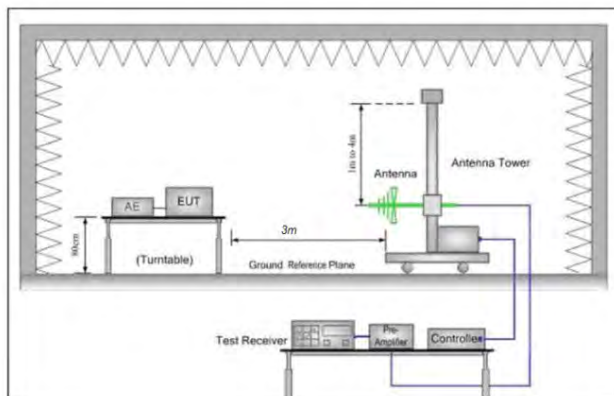 1m to 4m
Antenna
Antenna Tower
AE
EUT
80cm
(Turntable)
3m
Ground Reference Plane
Test Receiver
Pre-
Amplifier
Controller